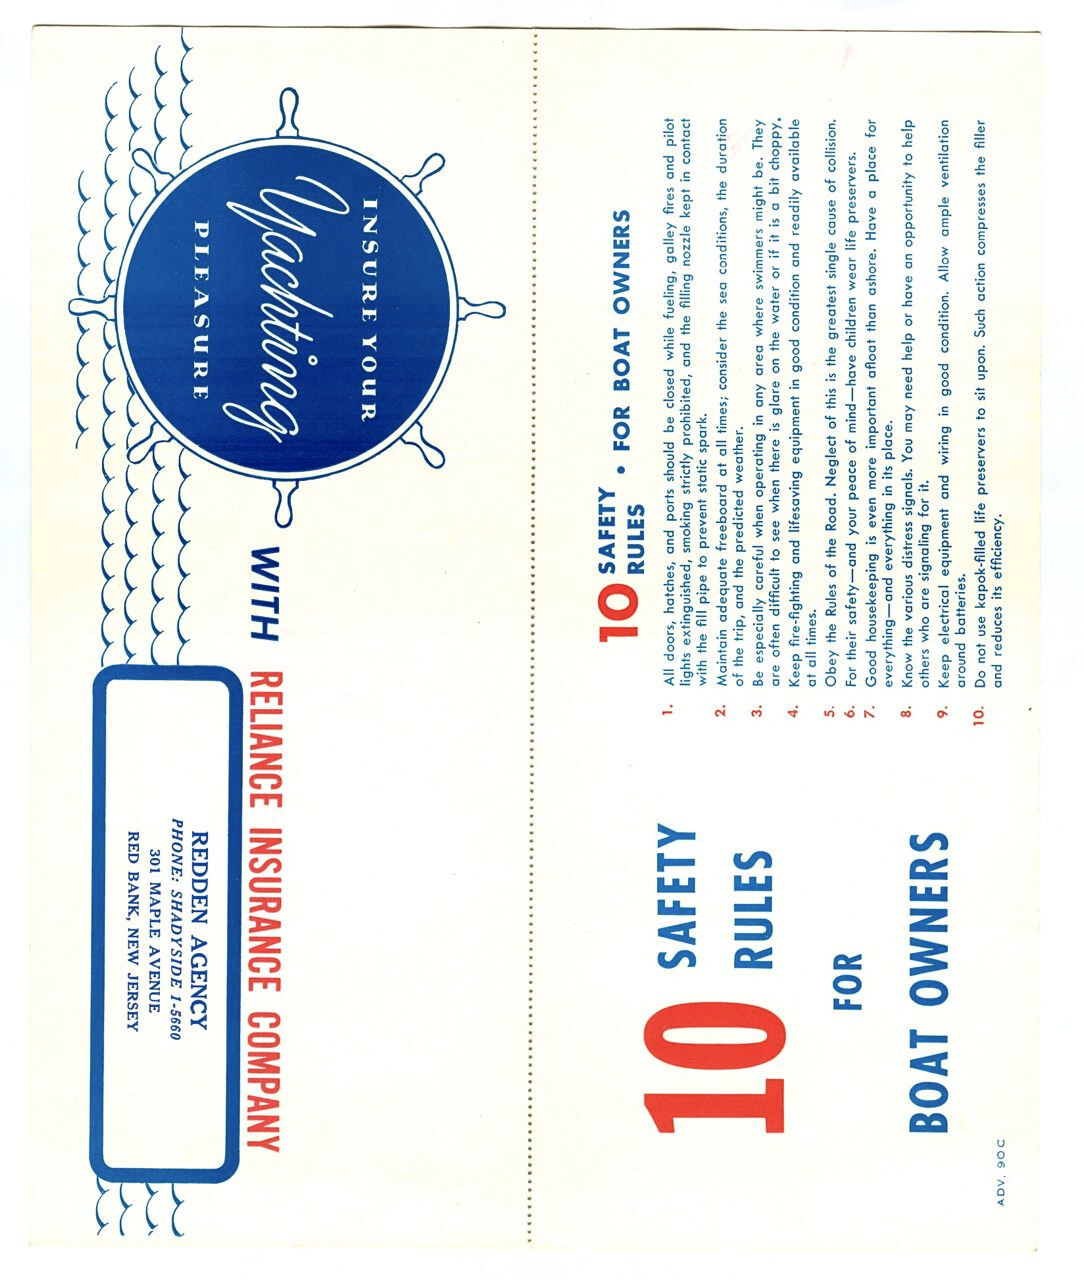 INSURE YOUR
Yachting
PLEASURE
WITH
RELIANCE INSURANCE COMPANY
REDDEN AGENCY
PHONE: SHADYSIDE 1-5660
301 MAPLE AVENUE
RED BANK, NEW JERSEY
10 SAFETY RULES • FOR BOAT OWNERS
1. All doors, hatches, and ports should be closed while fueling, galley fires and pilot
lights extinguished, smoking strictly prohibited, and the filling nozzle kept in contact
with the fill pipe to prevent static spark.
2. Maintain adequate freeboard at all times; consider the sea conditions, the duration
of the trip, and the predicted weather.
3. Be especially careful when operating in any area where swimmers might be. They
are often difficult to see when there is glare on the water or if it is a bit choppy.
4. Keep fire-fighting and lifesaving equipment in good condition and readily available
at all times.
5. Obey the Rules of the Road. Neglect of this is the greatest single cause of collision.
6. For their safety—and your peace of mind—have children wear life preservers.
7. Good housekeeping is even more important afloat than ashore. Have a place for
everything—and everything in its place.
8. Know the various distress signals. You may need help or have an opportunity to help
others who are signaling for it.
9. Keep electrical equipment and wiring in good condition. Allow ample ventilation
around batteries.
10. Do not use kapok-filled life preservers to sit upon. Such action compresses the filler
and reduces its efficiency.
10 SAFETY
RULES
FOR
BOAT OWNERS
ADV. 90 C